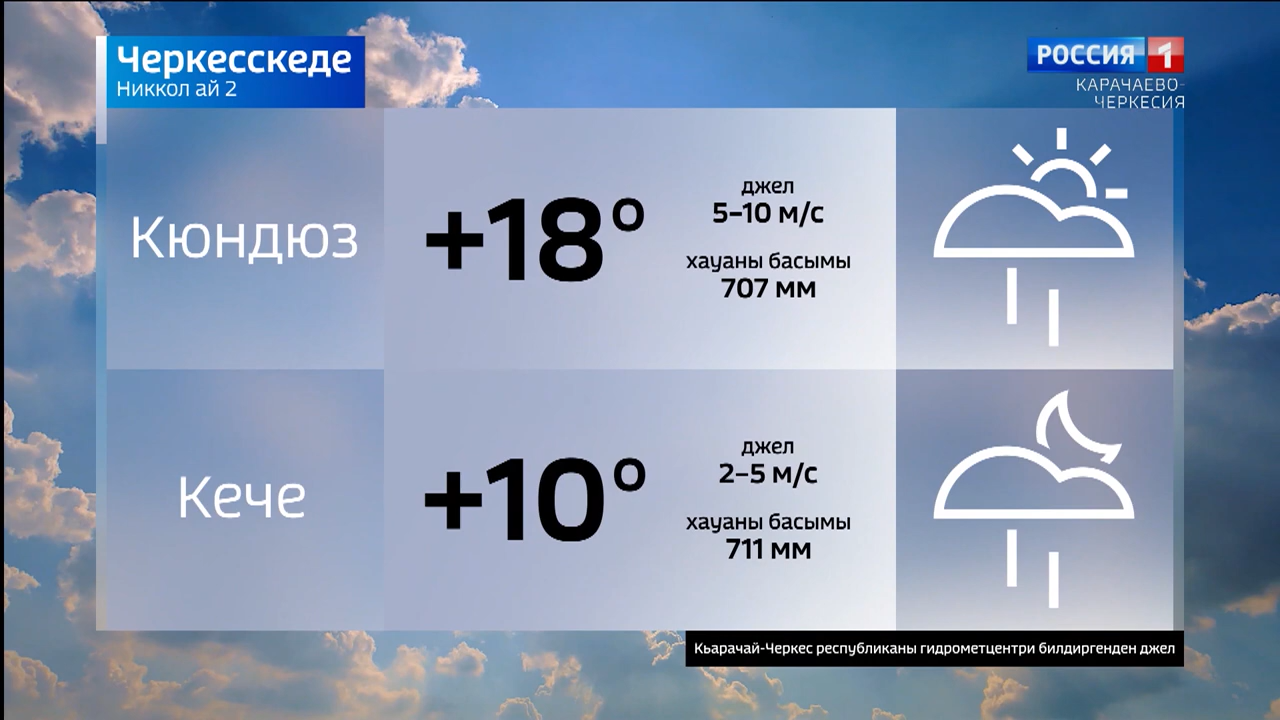 Черкесскеде
Никкол ай 2
РОССИЯ 1
КАРАЧАЕВО-
ЧЕРКЕСИЯ
Кюндюз
+18°
джел
5-10 м/с
хауаны басымы
707 мм
Кече
+10°
джел
2-5 м/с
хауаны басымы
711 мм
Кьарачай-Черкес республиканы гидрометцентри билдиргенден джел